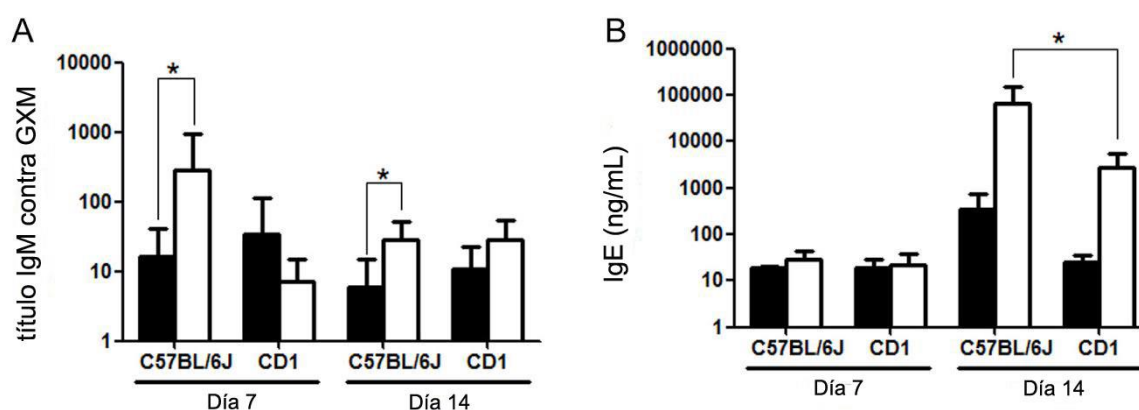 A
título IgM contra GXM
10000
1000
100
10
1
*
*
C57BL/6J CD1 C57BL/6J CD1
Día 7 Día 14
B
IgE (ng/mL)
1000000
100000
10000
1000
100
10
1
*
C57BL/6J CD1 C57BL/6J CD1
Día 7 Día 14